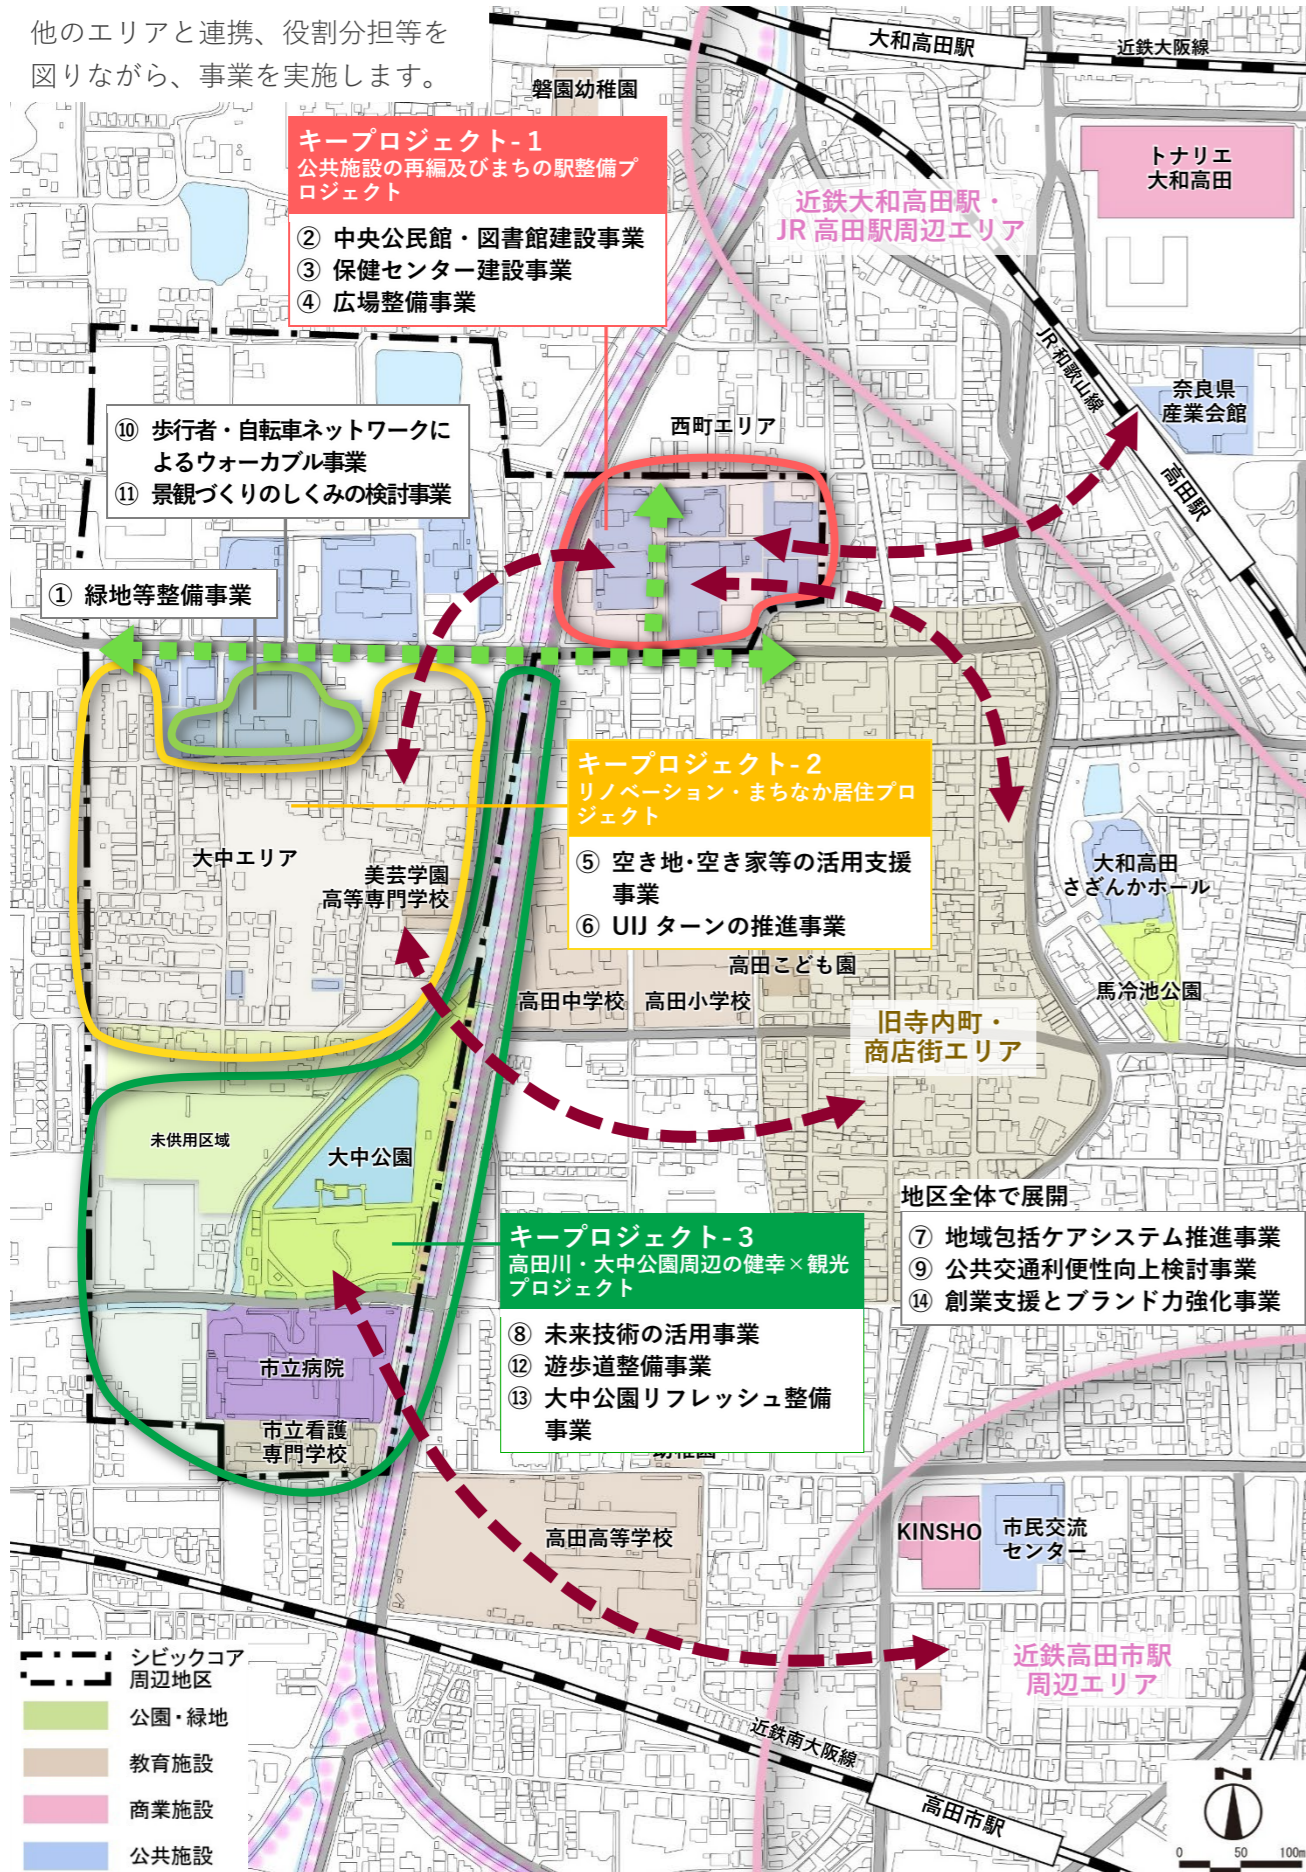 他のエリアと連携、役割分担等を
図りながら、事業を実施します。
大和高田駅
近鉄大阪線
磐園幼稚園
キープロジェクト-1
公共施設の再編及びまちの駅整備プ
ロジェクト
② 中央公民館・図書館建設事業
③ 保健センター建設事業
④ 広場整備事業
トナリエ
大和高田
近鉄大和高田駅・
JR 高田駅周辺エリア
JR 和歌山線
奈良県
産業会館
高田駅
西町エリア
⑩ 歩行者・自転車ネットワークに
よるウォーカブル事業
⑪ 景観づくりのしくみの検討事業
① 緑地等整備事業
キープロジェクト-2
リノベーション・まちなか居住プロ
ジェクト
⑤ 空き地・空き家等の活用支援
事業
⑥ UIJ ターンの推進事業
大中エリア
美芸学園
高等専門学校
大和高田
さざんかホール
馬冷池公園
高田こども園
高田中学校
高田小学校
旧寺内町・
商店街エリア
未供用区域
大中公園
地区全体で展開
⑦ 地域包括ケアシステム推進事業
⑨ 公共交通利便性向上検討事業
⑭ 創業支援とブランド力強化事業
キープロジェクト-3
高田川・大中公園周辺の健幸×観光
プロジェクト
⑧ 未来技術の活用事業
⑫ 遊歩道整備事業
⑬ 大中公園リフレッシュ整備
事業
市立病院
市立看護
専門学校
幼稚園
高田高等学校
KINSHO
市民交流
センター
近鉄高田市駅
周辺エリア
近鉄南大阪線
高田市駅
シビックコア
周辺地区
公園・緑地
教育施設
商業施設
公共施設
N
0 50 100m